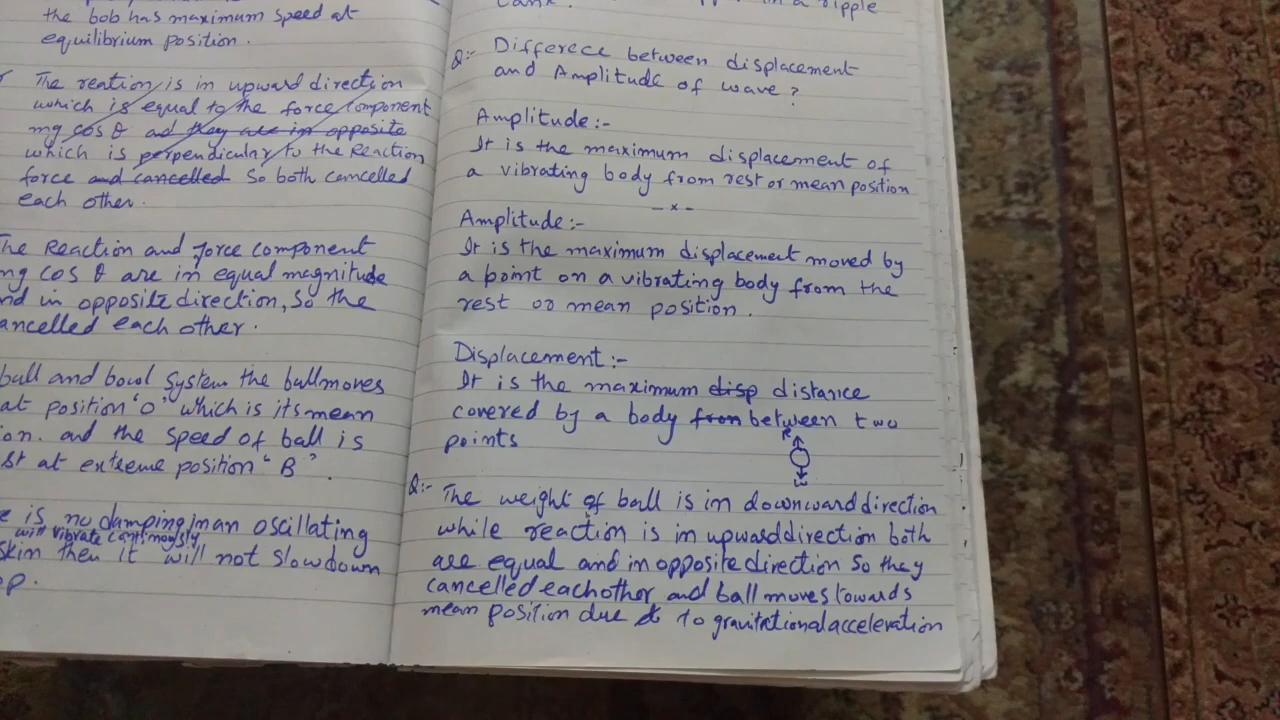 the bob has maximum speed at
equilibrium position.
The reation is in upward direction
which is equal to the force component
mg cos θ and they are in opposite
which is perpendicular to the Reaction
force and cancelled so both cancelled
each other.
The Reaction and force component
mg cos θ are in equal magnitude
nd in opposite direction, so the
ancelled each other.
ball and bowl system the ball moves
at position "O" which is its mean
ion. and the speed of ball is
st at extreme position "B".
e is no damping in an oscillating
will vibrate continuously
then it will not slowdown
op.
in a ripple
Q:- Differece between displacement
and Amplitude of wave?
Amplitude:-
It is the maximum displacement of
a vibrating body from rest or mean position
-x-
Amplitude:-
It is the maximum displacement moved by
a point on a vibrating body from the
rest or mean position.
Displacement:-
It is the maximum disp distance
covered by a body from between two
points
R
w
Q:- The weight of ball is in downward direction
while reaction is in upward direction both
are equal and in opposite direction so they
cancelled eachother and ball moves towards
mean position due to gravitational acceleration